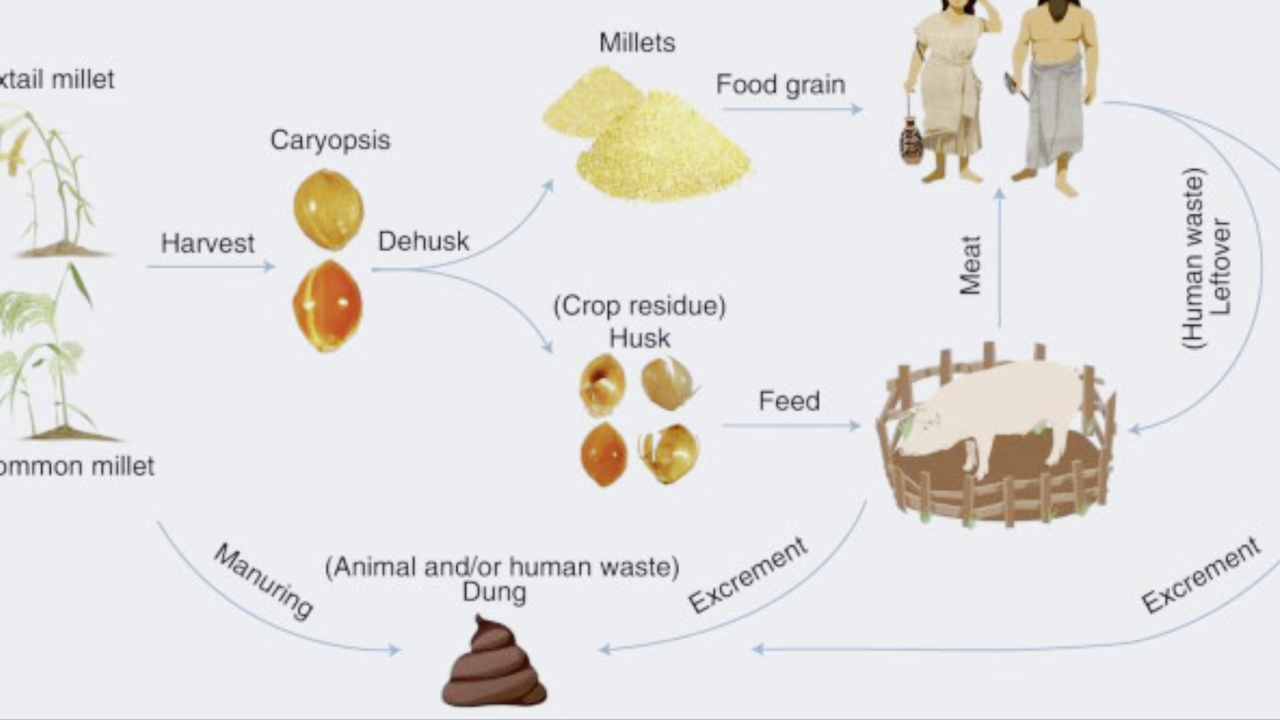 Millets
xtail millet
Food grain
Caryopsis
Harvest
Dehusk
Meat
(Human waste)
Leftover
(Crop residue)
Husk
Feed
ommon millet
Manuring
(Animal and/or human waste)
Dung
Excrement
Excrement